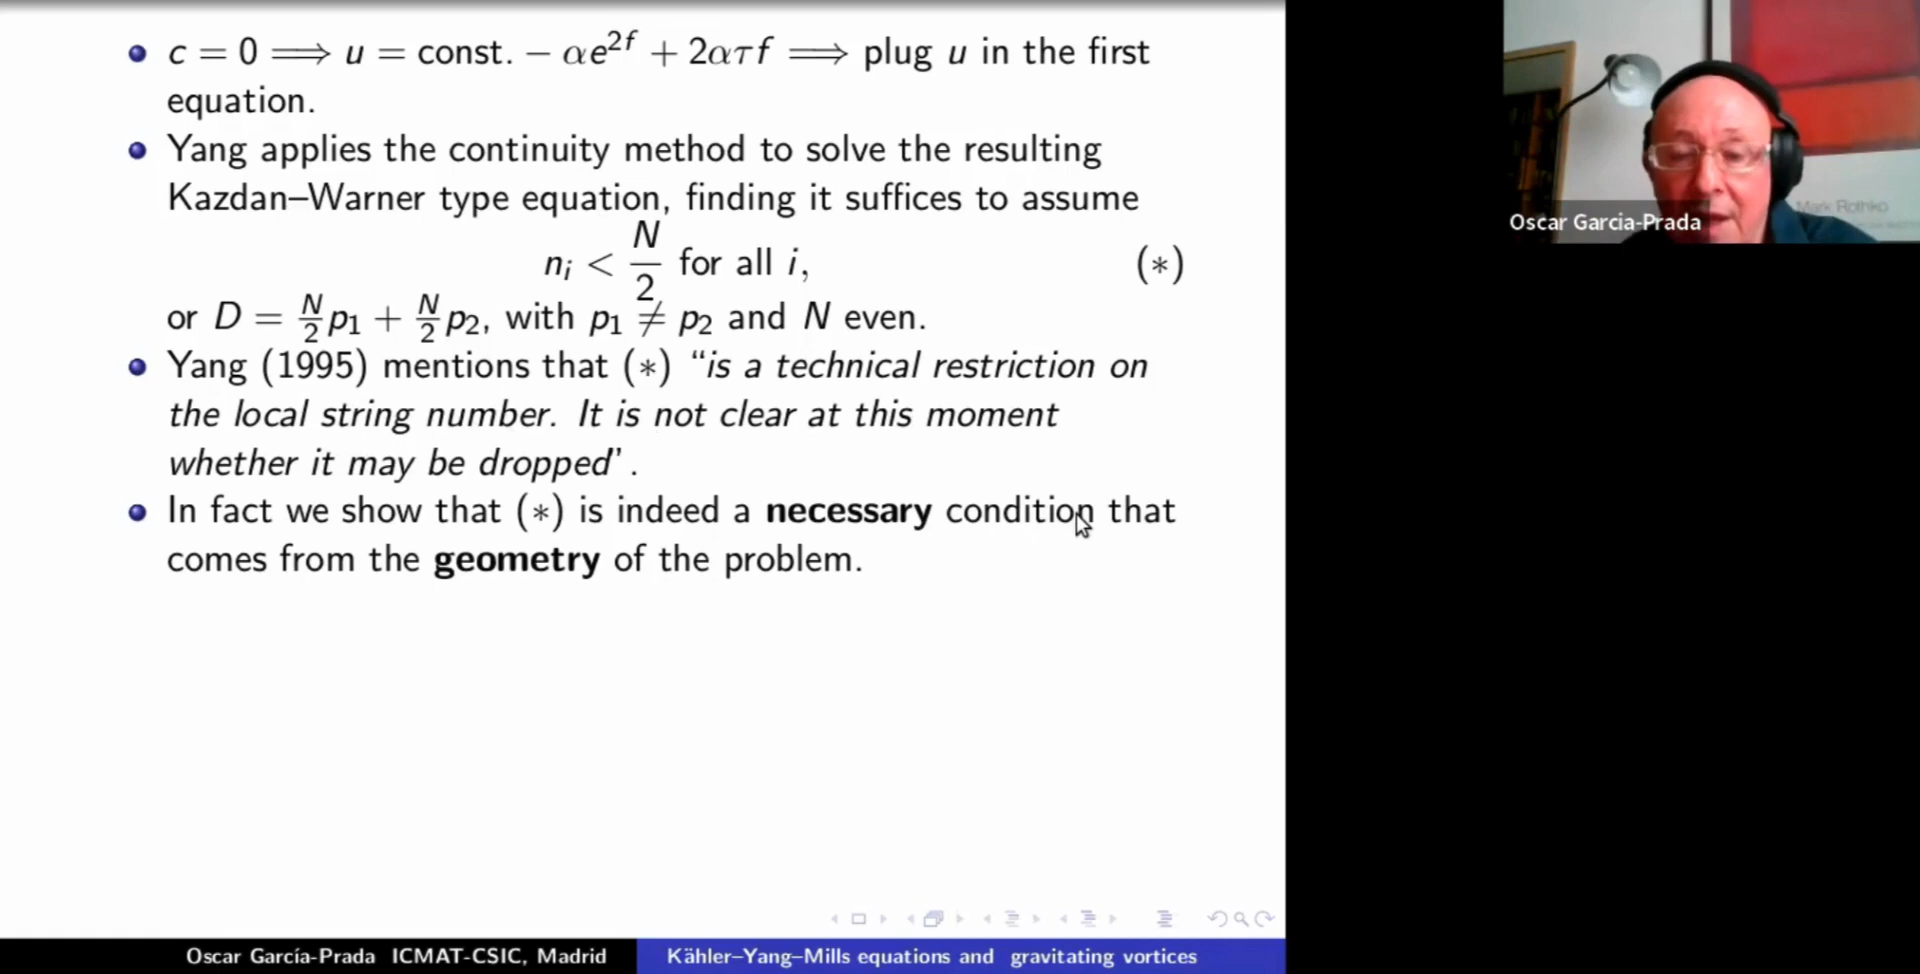 • c = 0 ⟹ u = const. − αe^{2f} + 2ατf ⟹ plug u in the first
equation.
• Yang applies the continuity method to solve the resulting
Kazdan–Warner type equation, finding it suffices to assume
n_i < N/2 for all i, (∗)
or D = N/2 p_1 + N/2 p_2, with p_1 ≠ p_2 and N even.
• Yang (1995) mentions that (∗) “is a technical restriction on
the local string number. It is not clear at this moment
whether it may be dropped”.
• In fact we show that (∗) is indeed a necessary condition that
comes from the geometry of the problem.
Oscar García-Prada ICMAT-CSIC, Madrid
Kähler–Yang–Mills equations and gravitating vortices
Mark Rothko
Oscar Garcia-Prada